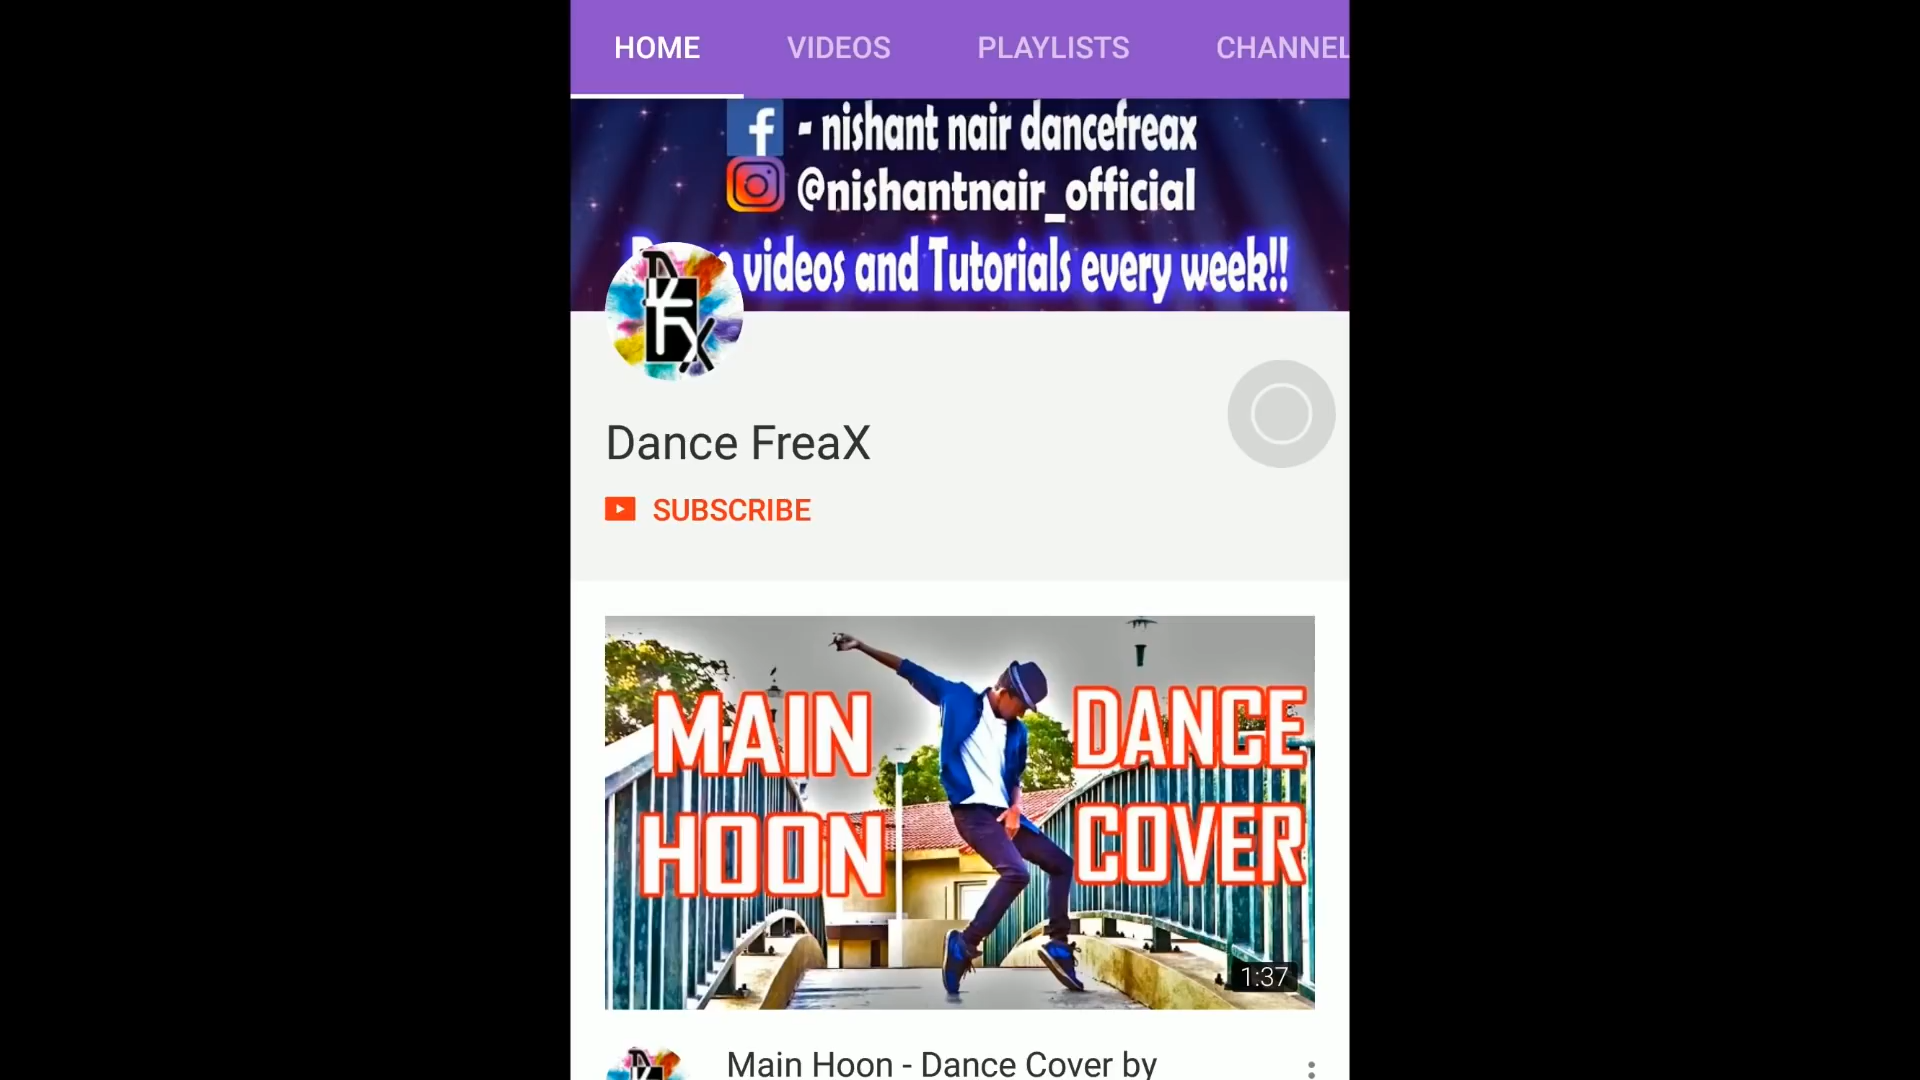 HOME VIDEOS PLAYLISTS CHANNEL
- nishant nair dancefreax
@nishantnair_official
videos and Tutorials every week!!
Dance FreaX
SUBSCRIBE
MAIN HOON
DANCE COVER
1:37
Main Hoon - Dance Cover by